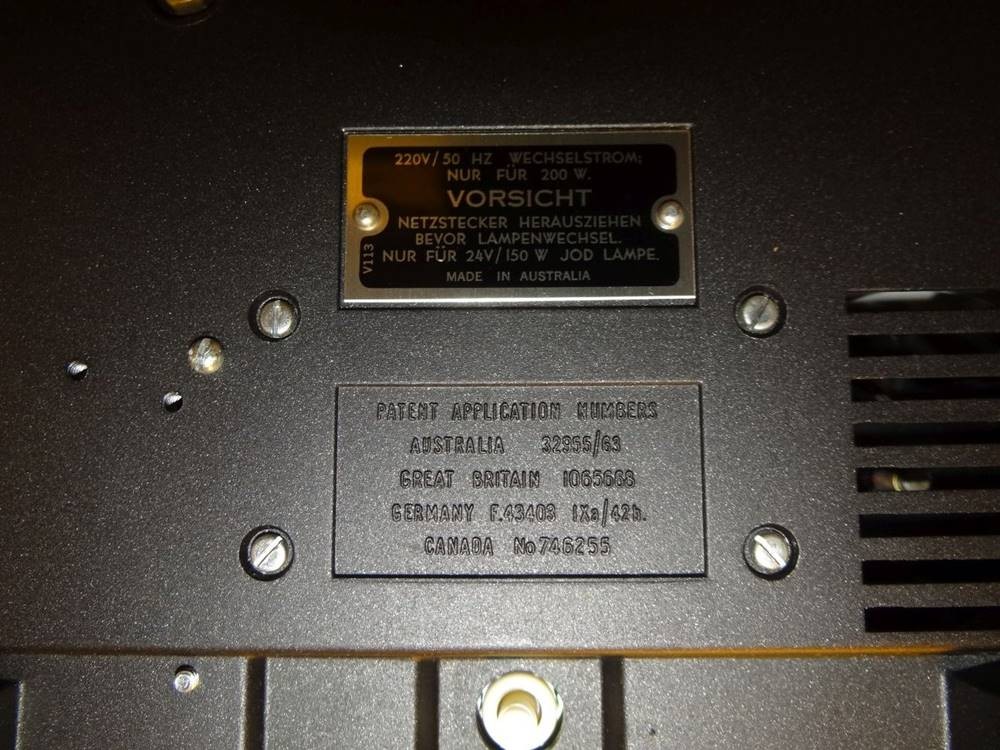 220V/50 HZ WECHSELSTROM;
NUR FÜR 200 W.
VORSICHT
NETZSTECKER HERAUSZIEHEN
BEVOR LAMPENWECHSEL.
NUR FÜR 24V/150 W JOD LAMPE.
MADE IN AUSTRALIA
V113
PATENT APPLICATION NUMBERS
AUSTRALIA 32955/63
GREAT BRITAIN 1065668
GERMANY F.43403 IXa/42h.
CANADA No746255